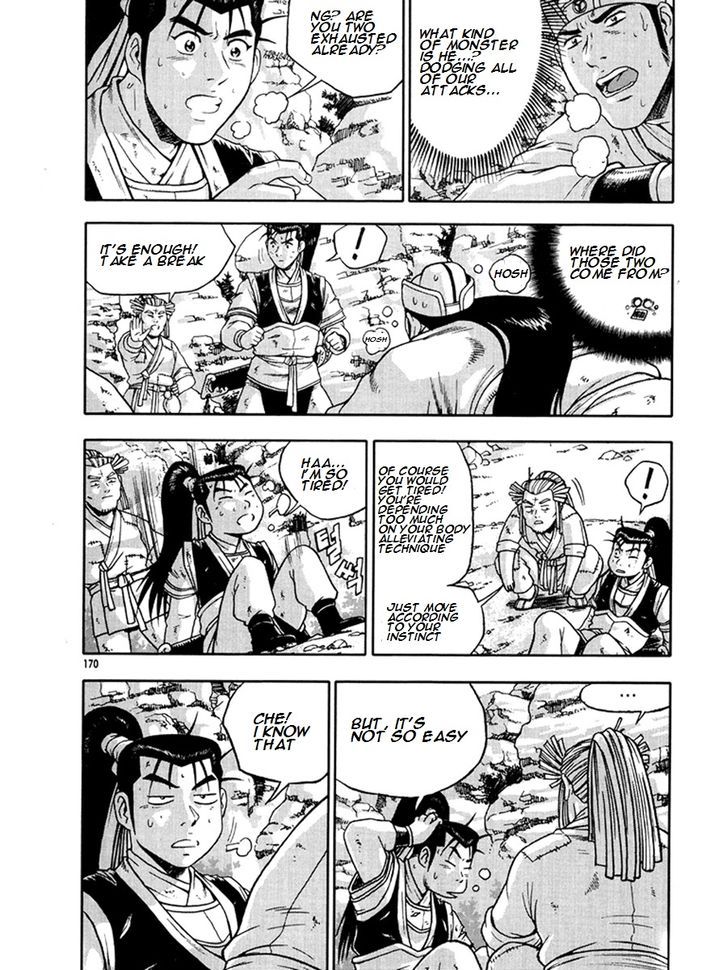 NG? ARE
YOU TWO
EXHAUSTED
ALREADY?
WHAT KIND
OF MONSTER
IS HE...?
DODGING ALL
OF OUR
ATTACKS...
IT'S ENOUGH!
TAKE A BREAK
!
HOSH
HOSH
WHERE DID
THOSE TWO
COME FROM?
HAA...
I'M SO
TIRED!
OF COURSE
YOU WOULD
GET TIRED!
YOU'RE
DEPENDING
TOO MUCH
ON YOUR BODY
ALLEVIATING
TECHNIQUE
!
JUST MOVE
ACCORDING
TO YOUR
INSTINCT
170
CHE!
I KNOW
THAT
BUT, IT'S
NOT SO EASY
...